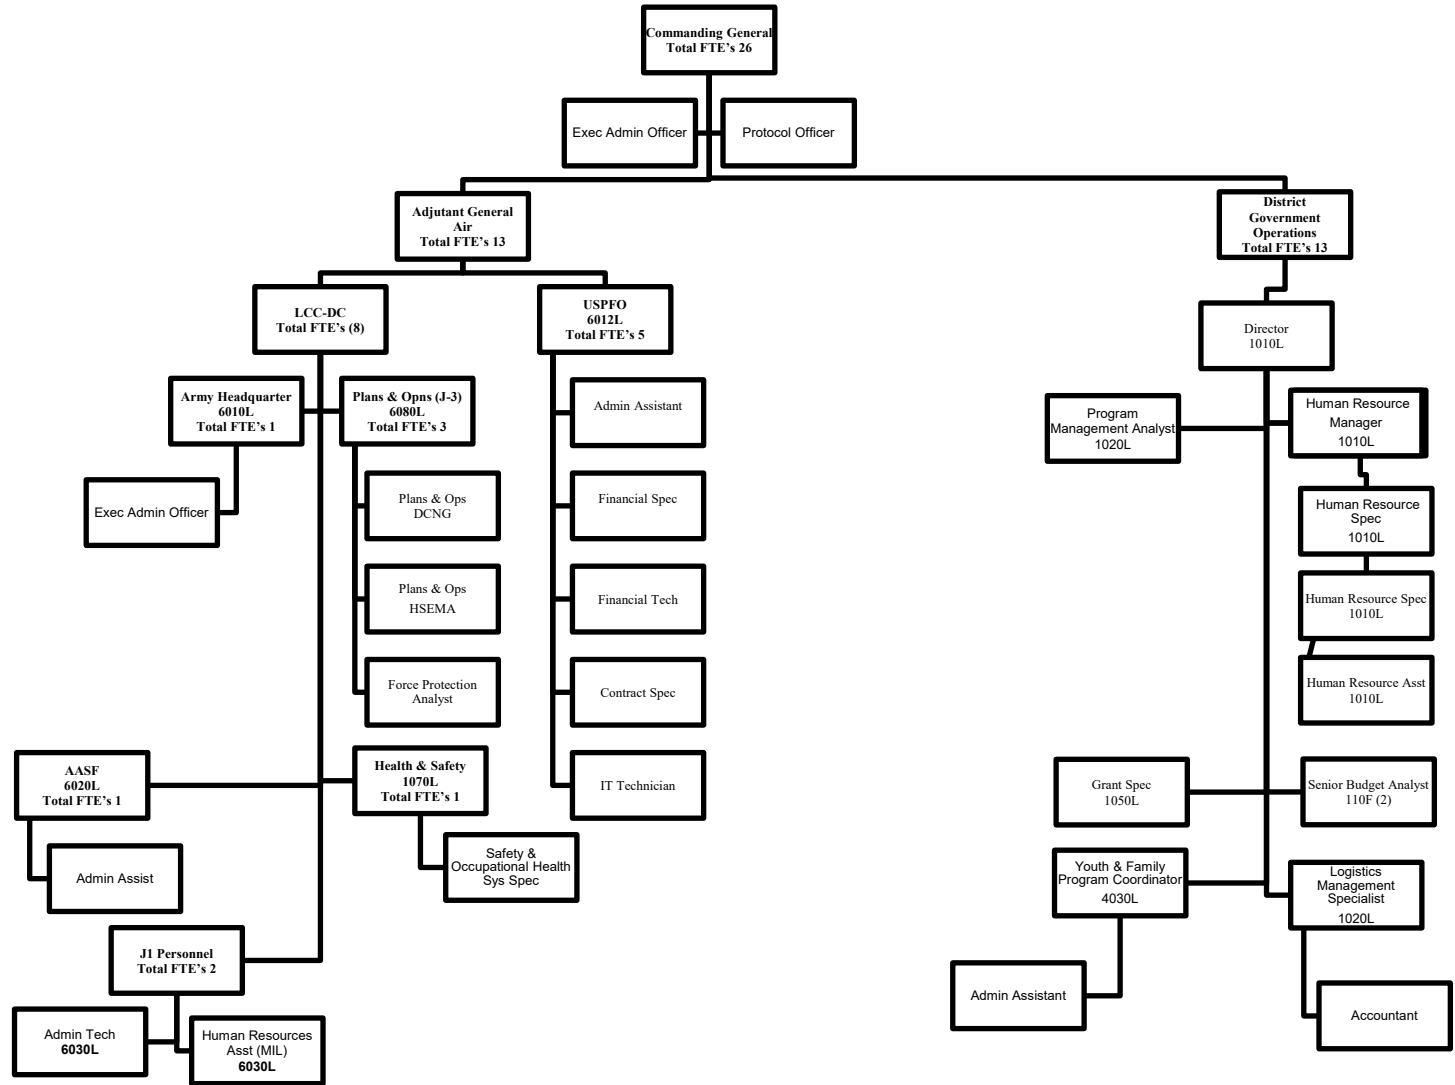 Commanding General
Total FTE's 26
Exec Admin Officer
Protocol Officer
Adjutant General
Air
Total FTE's 13
District
Government
Operations
Total FTE's 13
LCC-DC
Total FTE's (8)
USPFO
6012L
Total FTE's 5
Director
1010L
Army Headquarter
6010L
Total FTE's 1
Plans & Opns (J-3)
6080L
Total FTE's 3
Admin Assistant
Program
Management Analyst
1020L
Human Resource
Manager
1010L
Exec Admin Officer
Plans & Ops
DCNG
Financial Spec
Human Resource
Spec
1010L
Plans & Ops
HSEMA
Financial Tech
Human Resource Spec
1010L
Force Protection
Analyst
Contract Spec
Human Resource Asst
1010L
AASF
6020L
Total FTE's 1
Health & Safety
1070L
Total FTE's 1
IT Technician
Grant Spec
1050L
Senior Budget Analyst
110F (2)
Admin Assist
Safety &
Occupational Health
Sys Spec
Youth & Family
Program Coordinator
4030L
Logistics
Management
Specialist
1020L
J1 Personnel
Total FTE's 2
Admin Assistant
Accountant
Admin Tech
6030L
Human Resources
Asst (MIL)
6030L